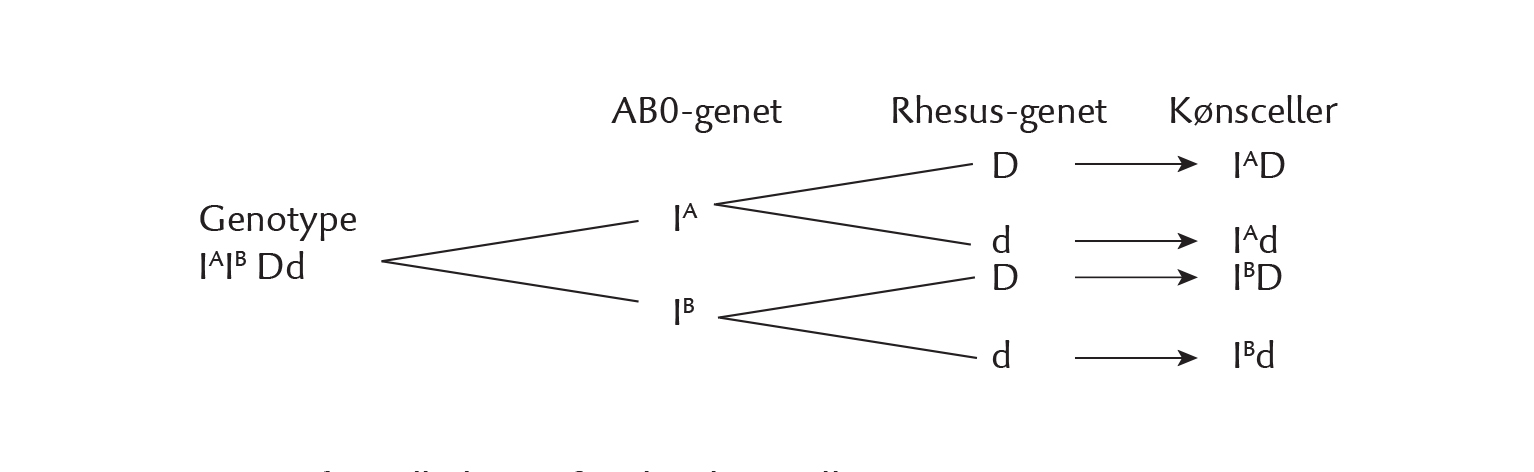 AB0-genet Rhesus-genet Kønsceller
D IᴬD
Genotype Iᴬ
IᴬIᴮ Dd
d Iᴬd
D IᴮD
Iᴮ
d Iᴮd